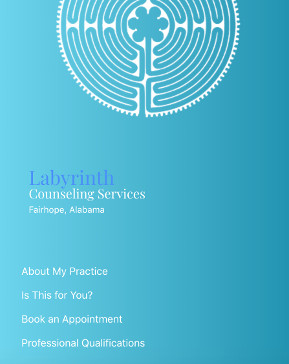 Labyrinth
Counseling Services
Fairhope, Alabama
About My Practice
Is This for You?
Book an Appointment
Professional Qualifications